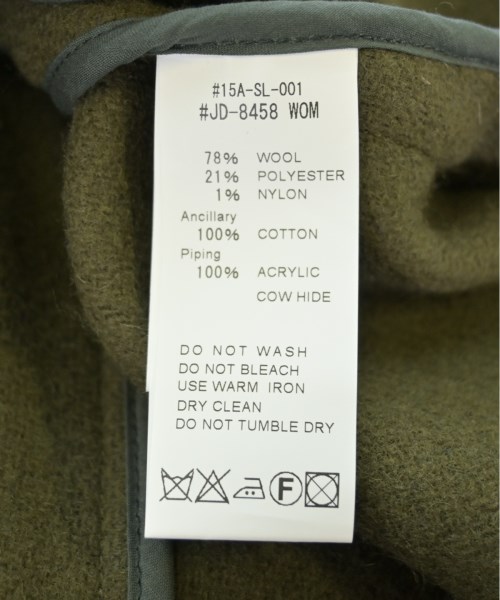 #15A-SL-001
#JD-8458 WOM
78% WOOL
21% POLYESTER
1% NYLON
Ancillary
100% COTTON
Piping
100% ACRYLIC
COW HIDE
DO NOT WASH
DO NOT BLEACH
USE WARM IRON
DRY CLEAN
DO NOT TUMBLE DRY
F